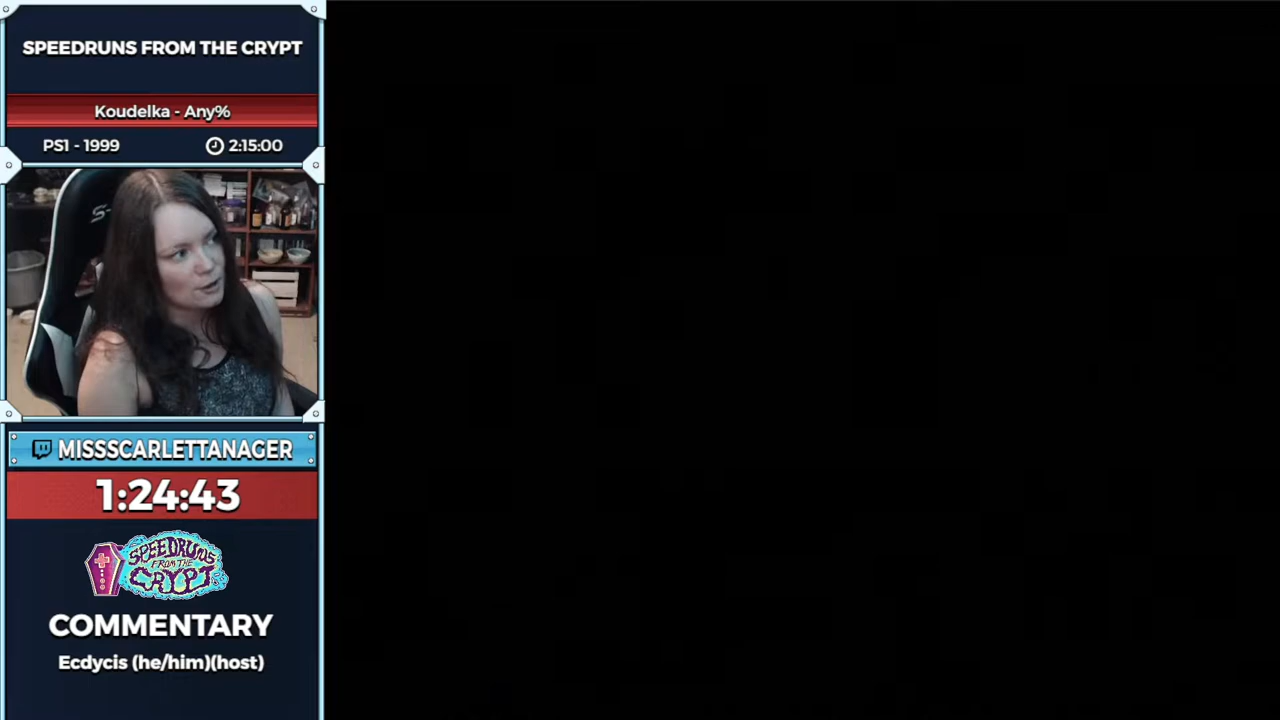 SPEEDRUNS FROM THE CRYPT
Koudelka - Any%
PS1 - 1999
2:15:00
MISSSCARLETTANAGER
1:24:43
SPEEDRUNS
FROM THE
CRYPT
COMMENTARY
Ecdycis (he/him)(host)